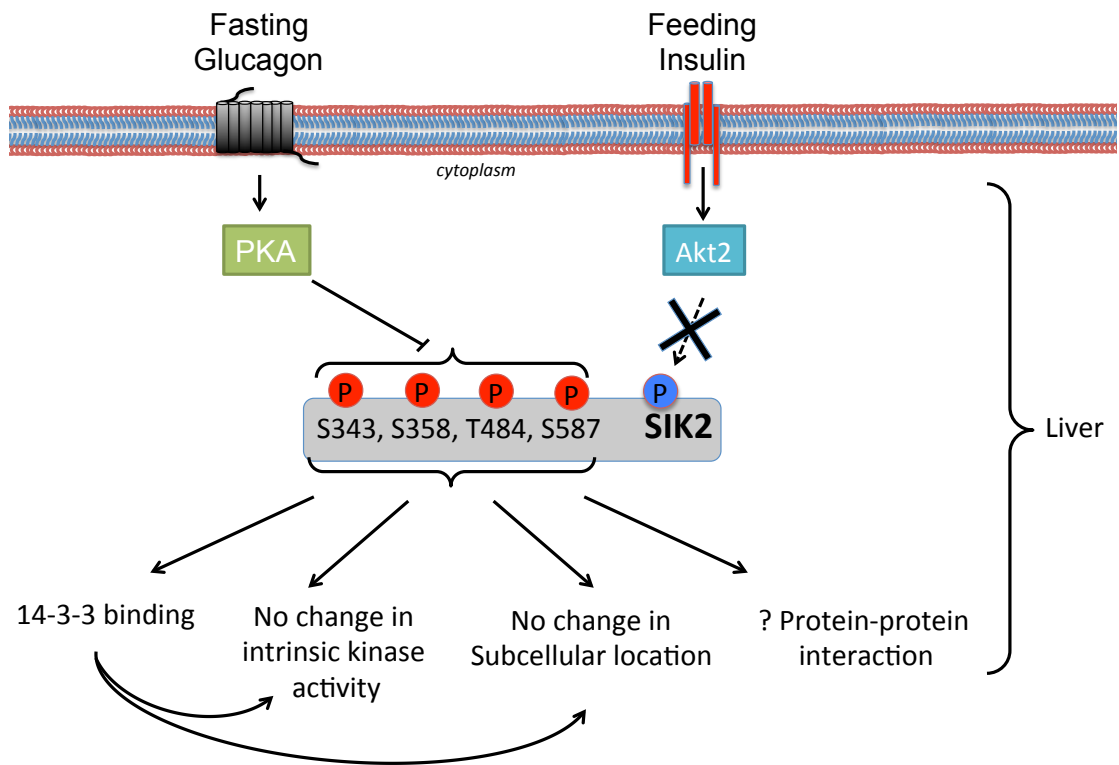 Fasting
Glucagon
Feeding
Insulin
cytoplasm
PKA
Akt2
P
P
P
P
P
S343, S358, T484, S587
SIK2
Liver
14-3-3 binding
No change in
intrinsic kinase
activity
No change in
Subcellular location
? Protein-protein
interaction